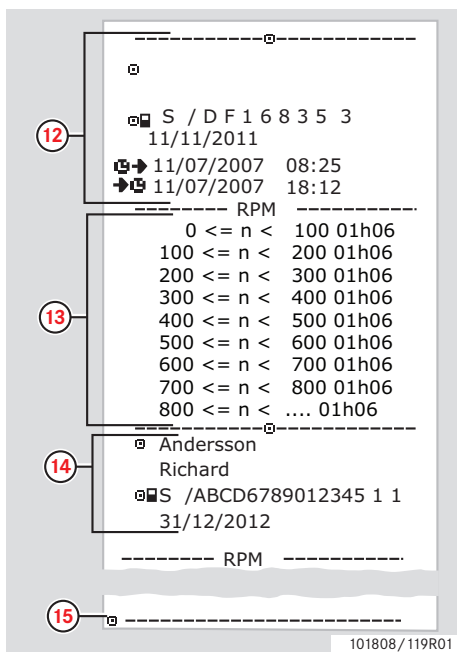 12
S / D F 1 6 8 3 5 3
11/11/2011
11/07/2007 08:25
11/07/2007 18:12
-------- RPM ----------
13
0 <= n < 100 01h06
100 <= n < 200 01h06
200 <= n < 300 01h06
300 <= n < 400 01h06
400 <= n < 500 01h06
500 <= n < 600 01h06
600 <= n < 700 01h06
700 <= n < 800 01h06
800 <= n < .... 01h06
14
Andersson
Richard
S /ABCD6789012345 1 1
31/12/2012
-------- RPM ----------
15
101808/119R01